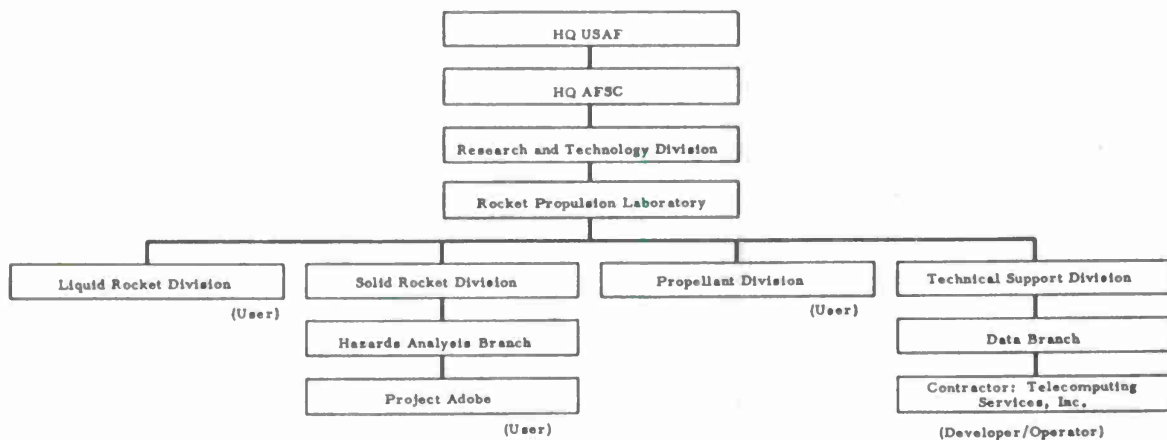 HQ USAF
HQ AFSC
Research and Technology Division
Rocket Propulsion Laboratory
Liquid Rocket Division
(User)
Solid Rocket Division
Hazards Analysis Branch
Project Adobe
(User)
Propellant Division
(User)
Technical Support Division
Data Branch
Contractor: Telecomputing
Services, Inc.
(Developer/Operator)